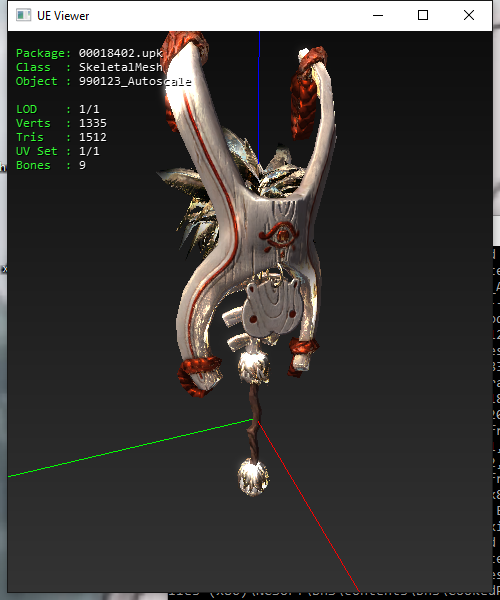 UE Viewer
Package: 00018402.upk
Class : SkeletalMesh
Object : 990123_Autoscale
LOD : 1/1
Verts : 1335
Tris : 1512
UV Set : 1/1
Bones : 9